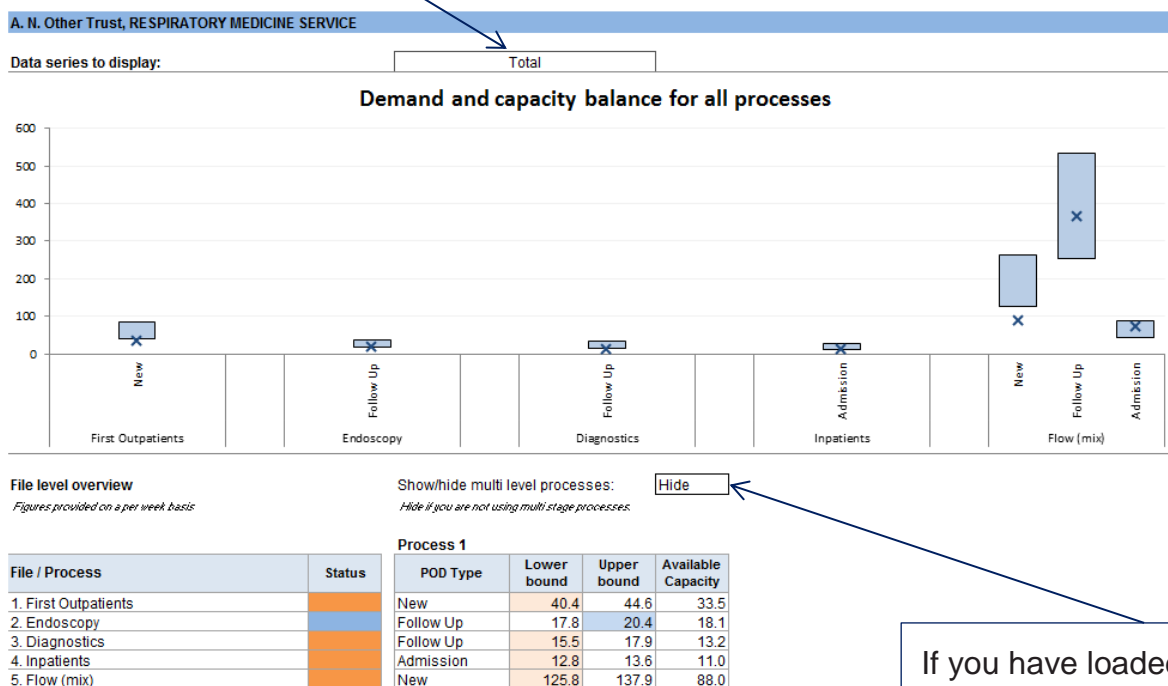 A. N. Other Trust, RESPIRATORY MEDICINE SERVICE
Data series to display: Total
Demand and capacity balance for all processes
600
500
400
300
200
100
0
New Follow Up Follow Up Admission New Follow Up Admission
First Outpatients Endoscopy Diagnostics Inpatients Flow (mix)
File level overview Show/hide multi level processes: Hide
Figures provided on a per week basis Hide if you are not using multi stage processes.
Process 1
File / Process Status POD Type Lower bound Upper bound Available Capacity
1. First Outpatients New 40.4 44.6 33.5
2. Endoscopy Follow Up 17.8 20.4 18.1
3. Diagnostics Follow Up 15.5 17.9 13.2
4. Inpatients Admission 12.8 13.6 11.0
5. Flow (mix) New 125.8 137.9 88.0
If you have loaded